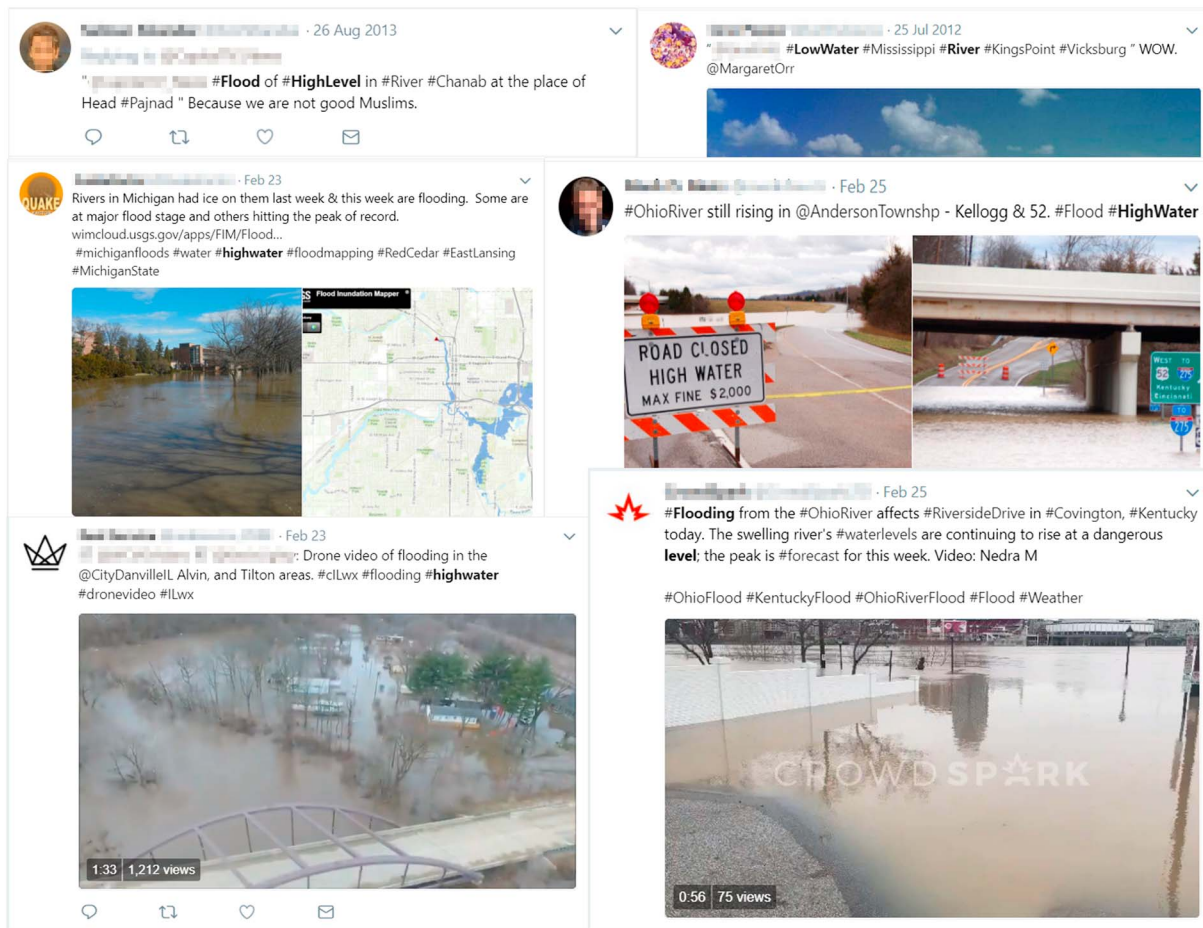 · 26 Aug 2013
" #Flood of #HighLevel in #River #Chanab at the place of
Head #Pajnad " Because we are not good Muslims.
· 25 Jul 2012
" #LowWater #Mississippi #River #KingsPoint #Vicksburg " WOW.
@MargaretOrr
QUAKE
· Feb 23
Rivers in Michigan had ice on them last week & this week are flooding. Some are
at major flood stage and others hitting the peak of record.
wimcloud.usgs.gov/apps/FIM/Flood...
#michiganfloods #water #highwater #floodmapping #RedCedar #EastLansing
#MichiganState
Flood Inundation Mapper
· Feb 25
#OhioRiver still rising in @AndersonTownshp - Kellogg & 52. #Flood #HighWater
ROAD CLOSED
HIGH WATER
MAX FINE $2,000
WEST TO
52 275
Kentucky
Cincinnati
TO
275
· Feb 23
: Drone video of flooding in the
@CityDanvilleIL Alvin, and Tilton areas. #cILwx #flooding #highwater
#dronevideo #ILwx
1:33 1,212 views
· Feb 25
#Flooding from the #OhioRiver affects #RiversideDrive in #Covington, #Kentucky
today. The swelling river's #waterlevels are continuing to rise at a dangerous
level; the peak is #forecast for this week. Video: Nedra M
#OhioFlood #KentuckyFlood #OhioRiverFlood #Flood #Weather
CROWDSPARK
0:56 75 views